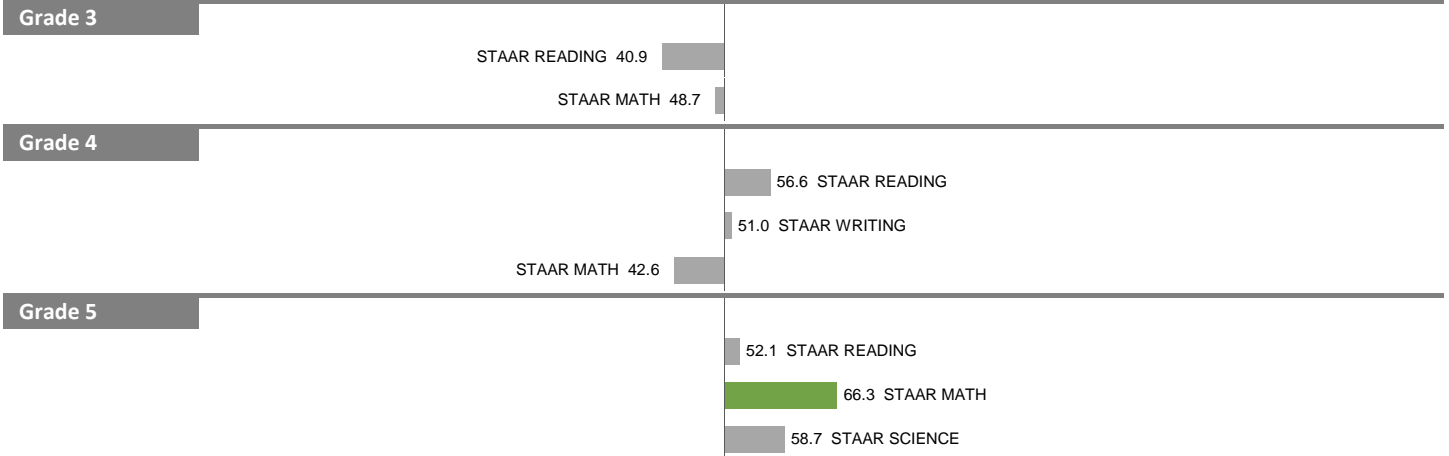 Grade 3
STAAR READING 40.9
STAAR MATH 48.7
Grade 4
56.6 STAAR READING
51.0 STAAR WRITING
STAAR MATH 42.6
Grade 5
52.1 STAAR READING
66.3 STAAR MATH
58.7 STAAR SCIENCE